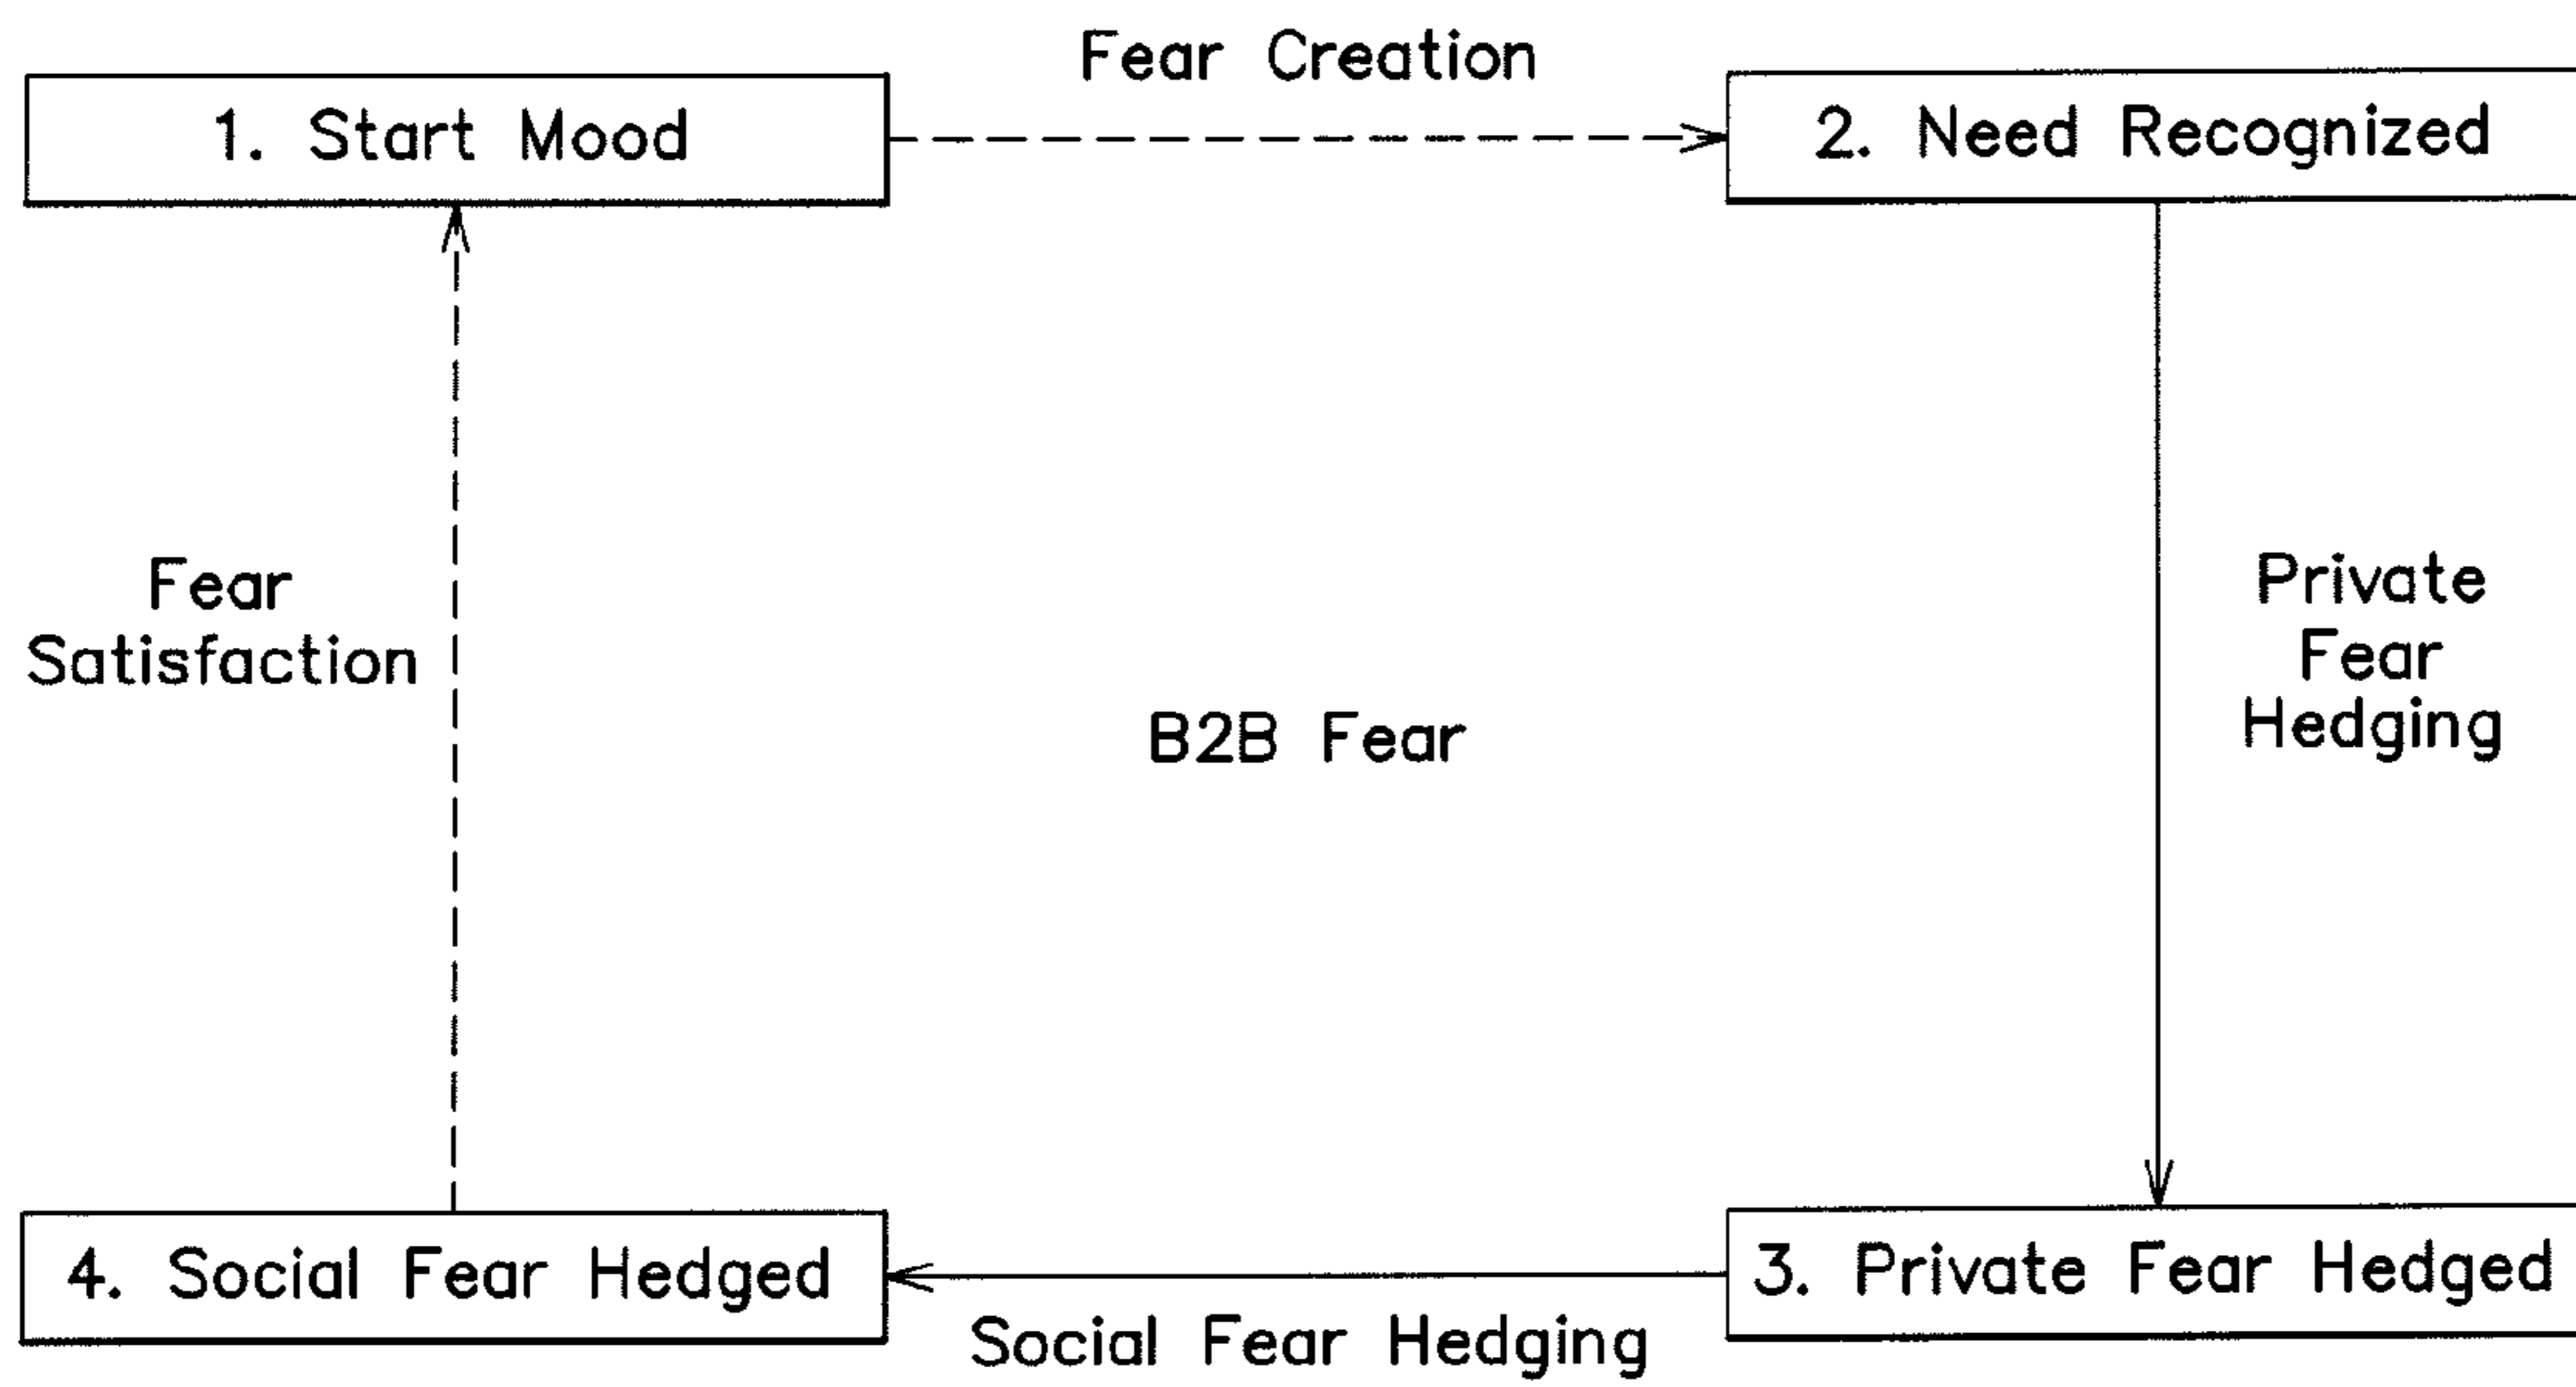 Fear Creation
1. Start Mood
2. Need Recognized
Fear
Satisfaction
Private
Fear
Hedging
B2B Fear
4. Social Fear Hedged
3. Private Fear Hedged
Social Fear Hedging